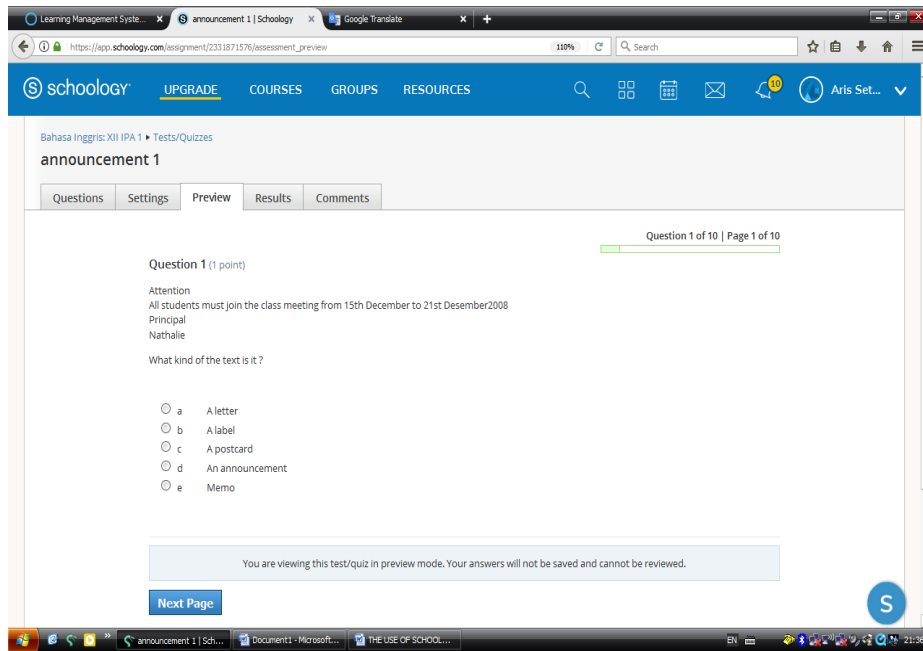 Learning Management Syste...
announcement 1 | Schoology
Google Translate
https://app.schoology.com/assignment/2331871576/assessment_preview
110%
Search
schoology
UPGRADE
COURSES
GROUPS
RESOURCES
10
Aris Set...
Bahasa Inggris: XII IPA 1 ▸ Tests/Quizzes
announcement 1
Questions
Settings
Preview
Results
Comments
Question 1 of 10 | Page 1 of 10
Question 1 (1 point)
Attention
All students must join the class meeting from 15th December to 21st Desember2008
Principal
Nathalie
What kind of the text is it ?
a A letter
b A label
c A postcard
d An announcement
e Memo
You are viewing this test/quiz in preview mode. Your answers will not be saved and cannot be reviewed.
Next Page
S
announcement 1 | Sch...
Document1 - Microsoft...
THE USE OF SCHOOL...
EN
21:36